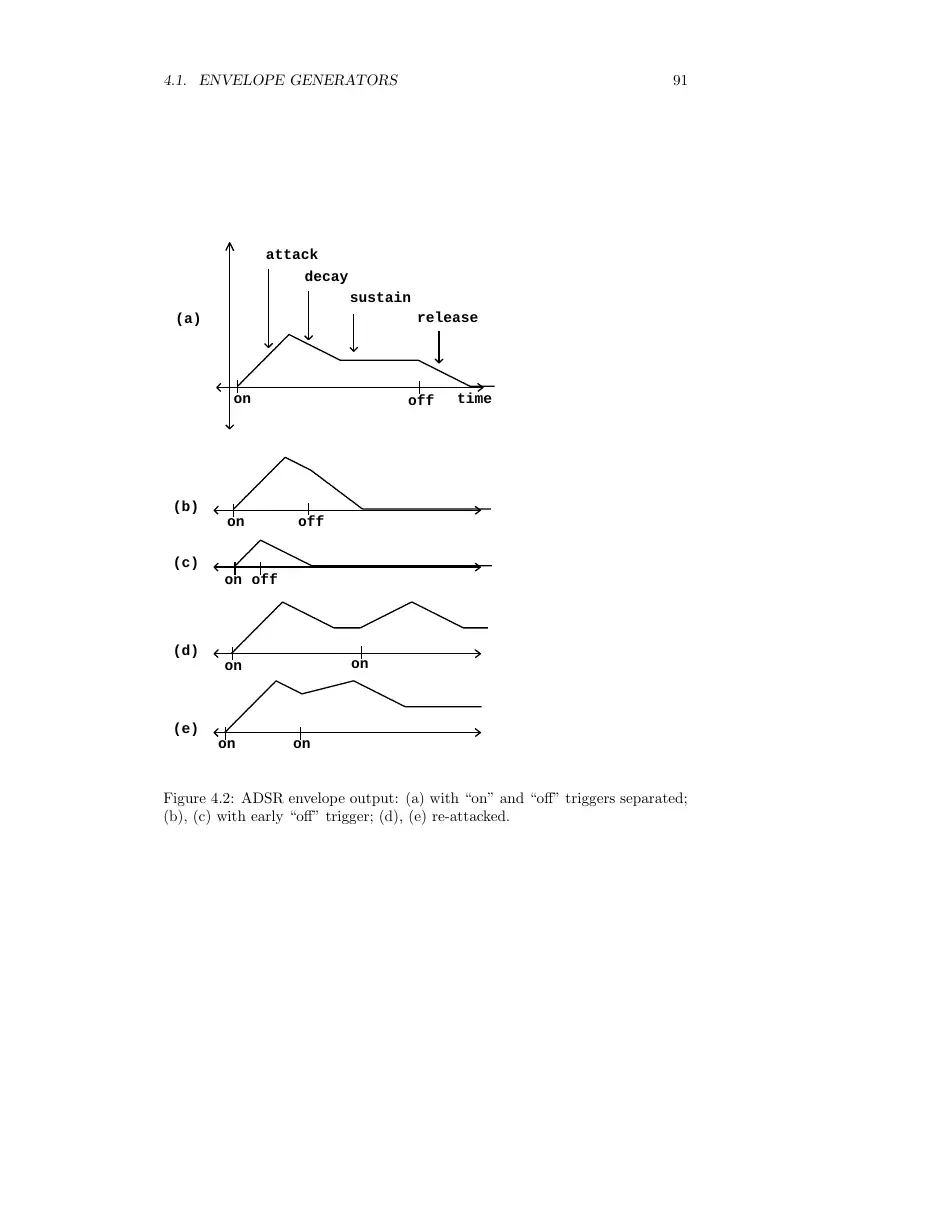 4.1. ENVELOPE GENERATORS 91
attack
decay
sustain
release
(a)
on off time
(b)
on off
(c)
on off
(d)
on on
(e)
on on
Figure 4.2: ADSR envelope output: (a) with “on” and “off” triggers separated;
(b), (c) with early “off” trigger; (d), (e) re-attacked.